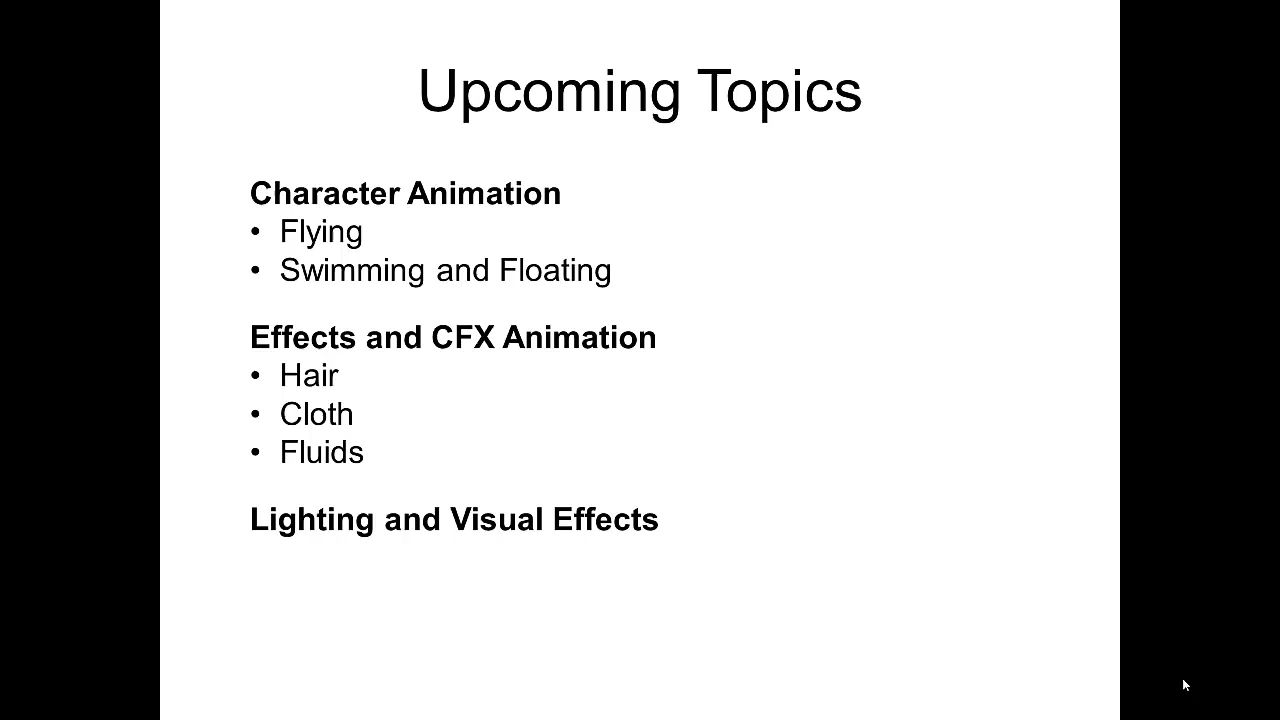 Upcoming Topics
Character Animation
• Flying
• Swimming and Floating
Effects and CFX Animation
• Hair
• Cloth
• Fluids
Lighting and Visual Effects